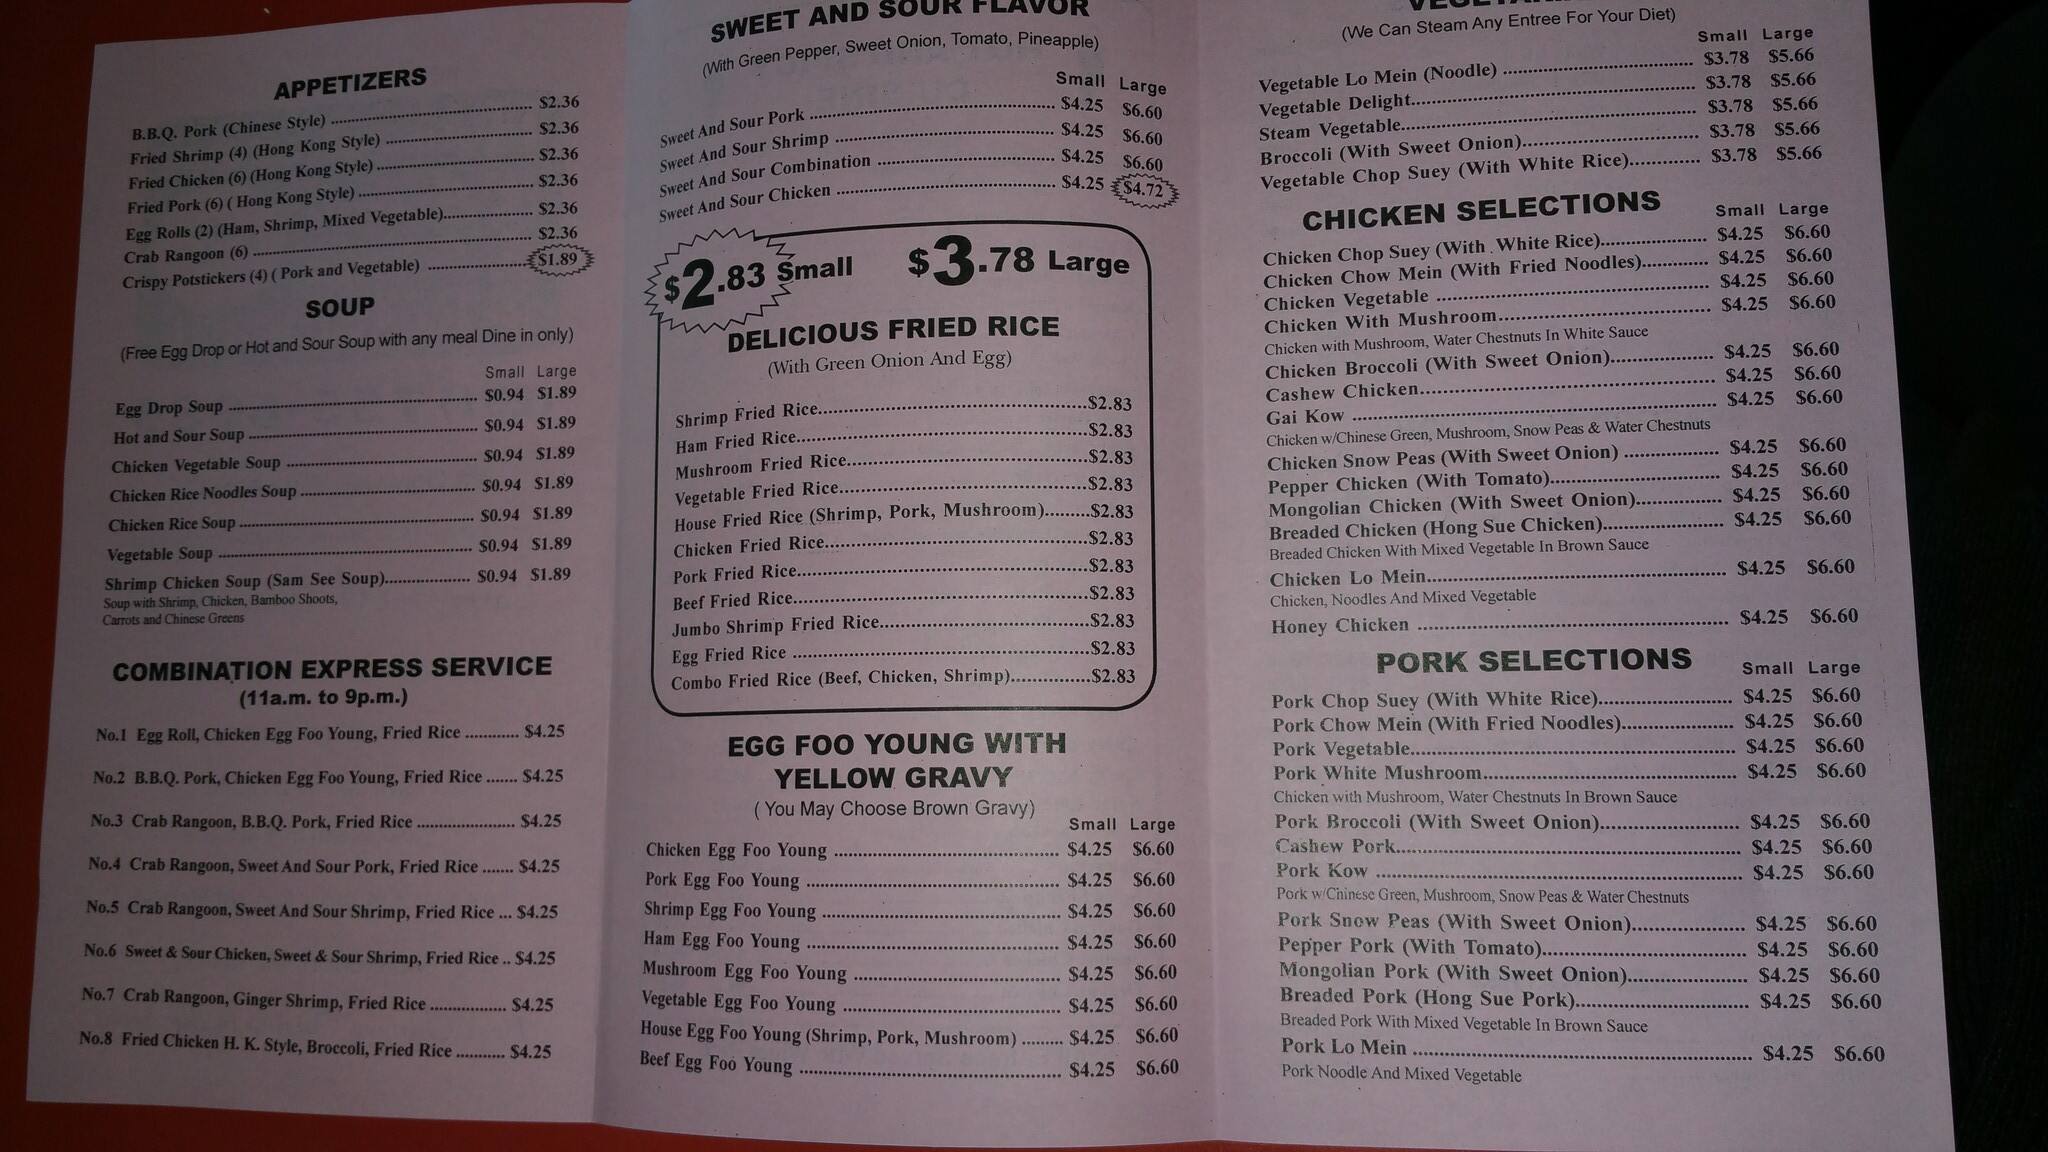 APPETIZERS
B.B.Q. Pork (Chinese Style) $2.36
Fried Shrimp (4) (Hong Kong Style) $2.36
Fried Chicken (6) (Hong Kong Style) $2.36
Fried Pork (6) ( Hong Kong Style) $2.36
Egg Rolls (2) (Ham, Shrimp, Mixed Vegetable) $2.36
Crab Rangoon (6) $2.36
Crispy Potstickers (4) ( Pork and Vegetable) $1.89
SOUP
(Free Egg Drop or Hot and Sour Soup with any meal Dine in only)
Small Large
Egg Drop Soup $0.94 $1.89
Hot and Sour Soup $0.94 $1.89
Chicken Vegetable Soup $0.94 $1.89
Chicken Rice Noodles Soup $0.94 $1.89
Chicken Rice Soup $0.94 $1.89
Vegetable Soup $0.94 $1.89
Shrimp Chicken Soup (Sam See Soup) $0.94 $1.89
Soup with Shrimp, Chicken, Bamboo Shoots,
Carrots and Chinese Greens
COMBINATION EXPRESS SERVICE
(11a.m. to 9p.m.)
No.1 Egg Roll, Chicken Egg Foo Young, Fried Rice $4.25
No.2 B.B.Q. Pork, Chicken Egg Foo Young, Fried Rice $4.25
No.3 Crab Rangoon, B.B.Q. Pork, Fried Rice $4.25
No.4 Crab Rangoon, Sweet And Sour Pork, Fried Rice $4.25
No.5 Crab Rangoon, Sweet And Sour Shrimp, Fried Rice $4.25
No.6 Sweet & Sour Chicken, Sweet & Sour Shrimp, Fried Rice $4.25
No.7 Crab Rangoon, Ginger Shrimp, Fried Rice $4.25
No.8 Fried Chicken H. K. Style, Broccoli, Fried Rice $4.25
SWEET AND SOUR FLAVOR
(With Green Pepper, Sweet Onion, Tomato, Pineapple)
Small Large
Sweet And Sour Pork $4.25 $6.60
Sweet And Sour Shrimp $4.25 $6.60
Sweet And Sour Combination $4.25 $6.60
Sweet And Sour Chicken $4.25 $4.72
$2.83 Small $3.78 Large
DELICIOUS FRIED RICE
(With Green Onion And Egg)
Shrimp Fried Rice $2.83
Ham Fried Rice $2.83
Mushroom Fried Rice $2.83
Vegetable Fried Rice $2.83
House Fried Rice (Shrimp, Pork, Mushroom) $2.83
Chicken Fried Rice $2.83
Pork Fried Rice $2.83
Beef Fried Rice $2.83
Jumbo Shrimp Fried Rice $2.83
Egg Fried Rice $2.83
Combo Fried Rice (Beef, Chicken, Shrimp) $2.83
EGG FOO YOUNG WITH
YELLOW GRAVY
( You May Choose Brown Gravy)
Small Large
Chicken Egg Foo Young $4.25 $6.60
Pork Egg Foo Young $4.25 $6.60
Shrimp Egg Foo Young $4.25 $6.60
Ham Egg Foo Young $4.25 $6.60
Mushroom Egg Foo Young $4.25 $6.60
Vegetable Egg Foo Young $4.25 $6.60
House Egg Foo Young (Shrimp, Pork, Mushroom) $4.25 $6.60
Beef Egg Foo Young $4.25 $6.60
(We Can Steam Any Entree For Your Diet)
Small Large
Vegetable Lo Mein (Noodle) $3.78 $5.66
Vegetable Delight $3.78 $5.66
Steam Vegetable $3.78 $5.66
Broccoli (With Sweet Onion) $3.78 $5.66
Vegetable Chop Suey (With White Rice) $3.78 $5.66
CHICKEN SELECTIONS
Small Large
Chicken Chop Suey (With White Rice) $4.25 $6.60
Chicken Chow Mein (With Fried Noodles) $4.25 $6.60
Chicken Vegetable $4.25 $6.60
Chicken With Mushroom $4.25 $6.60
Chicken with Mushroom, Water Chestnuts In White Sauce
Chicken Broccoli (With Sweet Onion) $4.25 $6.60
Cashew Chicken $4.25 $6.60
Gai Kow $4.25 $6.60
Chicken w/Chinese Green, Mushroom, Snow Peas & Water Chestnuts
Chicken Snow Peas (With Sweet Onion) $4.25 $6.60
Pepper Chicken (With Tomato) $4.25 $6.60
Mongolian Chicken (With Sweet Onion) $4.25 $6.60
Breaded Chicken (Hong Sue Chicken) $4.25 $6.60
Breaded Chicken With Mixed Vegetable In Brown Sauce
Chicken Lo Mein $4.25 $6.60
Chicken, Noodles And Mixed Vegetable
Honey Chicken $4.25 $6.60
PORK SELECTIONS
Small Large
Pork Chop Suey (With White Rice) $4.25 $6.60
Pork Chow Mein (With Fried Noodles) $4.25 $6.60
Pork Vegetable $4.25 $6.60
Pork White Mushroom $4.25 $6.60
Chicken with Mushroom, Water Chestnuts In Brown Sauce
Pork Broccoli (With Sweet Onion) $4.25 $6.60
Cashew Pork $4.25 $6.60
Pork Kow $4.25 $6.60
Pork w/Chinese Green, Mushroom, Snow Peas & Water Chestnuts
Pork Snow Peas (With Sweet Onion) $4.25 $6.60
Pepper Pork (With Tomato) $4.25 $6.60
Mongolian Pork (With Sweet Onion) $4.25 $6.60
Breaded Pork (Hong Sue Pork) $4.25 $6.60
Breaded Pork With Mixed Vegetable In Brown Sauce
Pork Lo Mein $4.25 $6.60
Pork Noodle And Mixed Vegetable